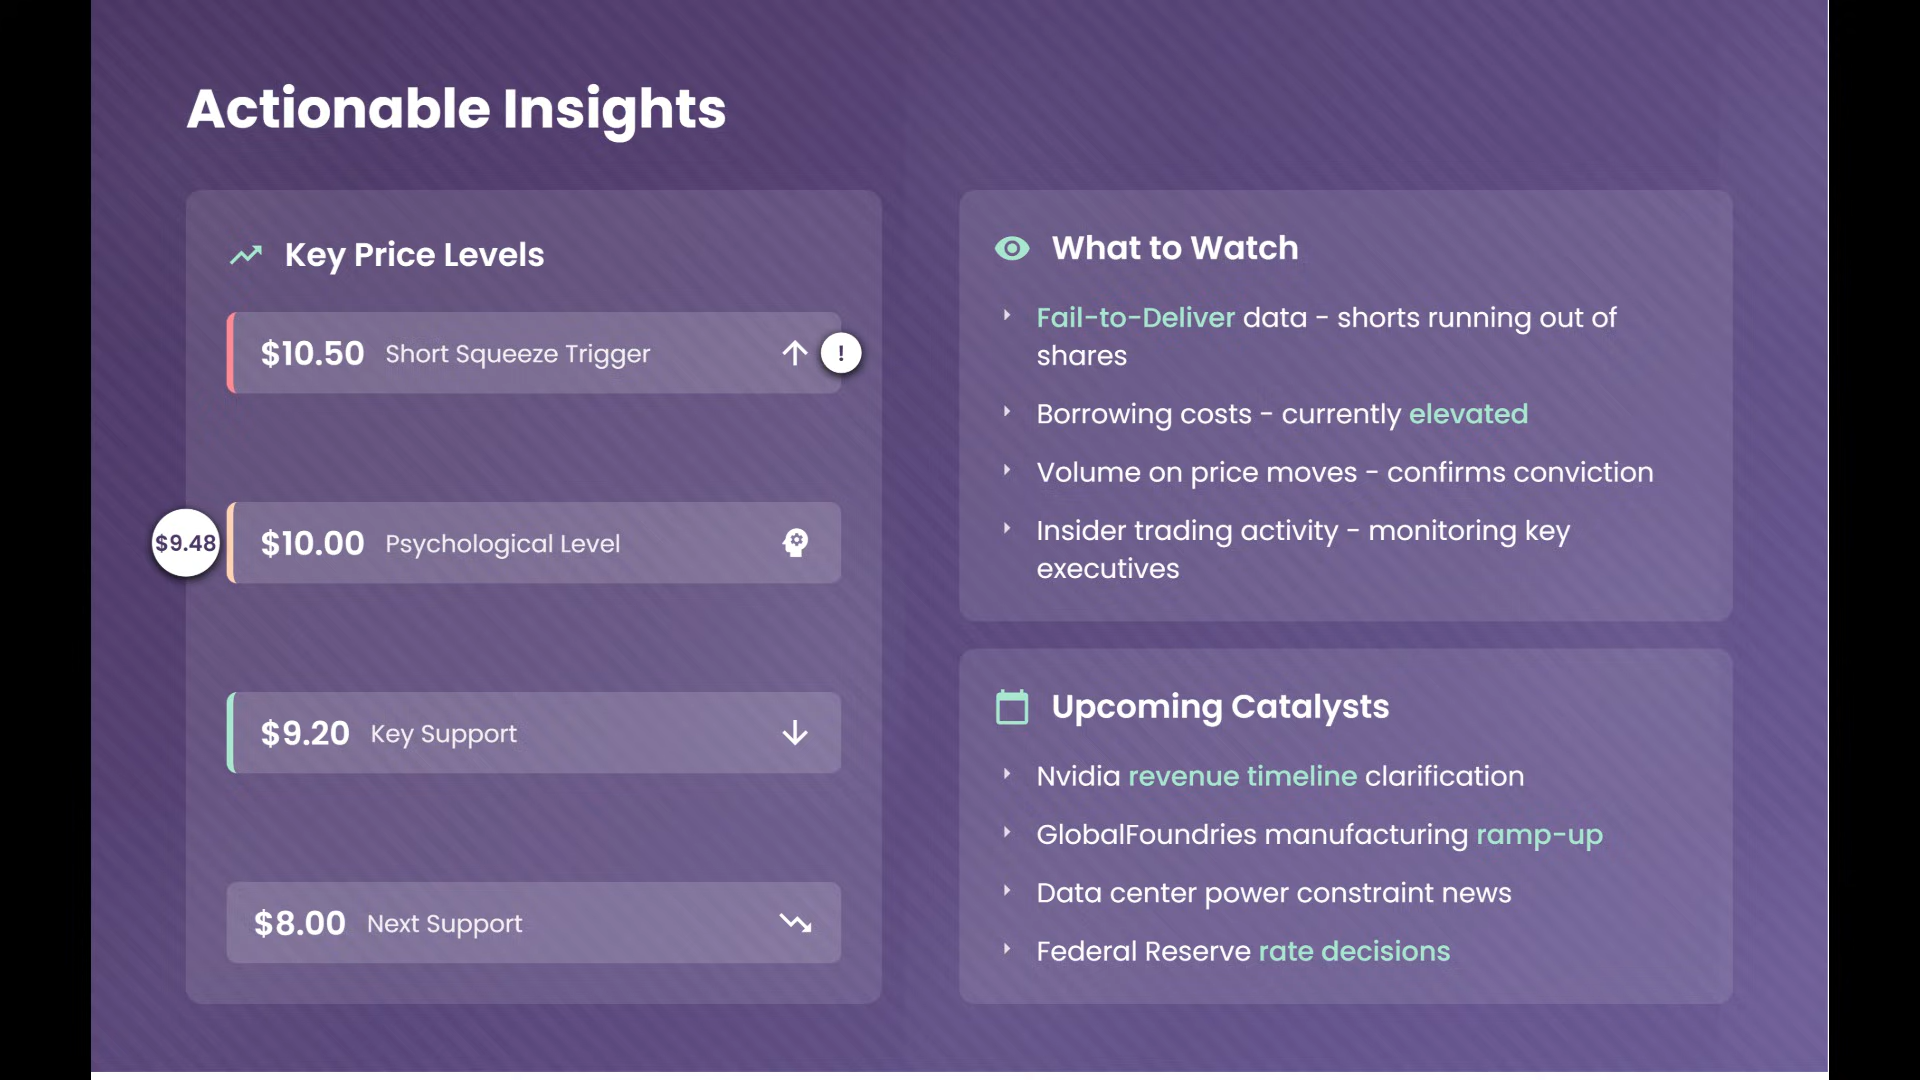 Actionable Insights
Key Price Levels
$10.50 Short Squeeze Trigger !
$9.48
$10.00 Psychological Level
$9.20 Key Support
$8.00 Next Support
What to Watch
Fail-to-Deliver data - shorts running out of
shares
Borrowing costs - currently elevated
Volume on price moves - confirms conviction
Insider trading activity - monitoring key
executives
Upcoming Catalysts
Nvidia revenue timeline clarification
GlobalFoundries manufacturing ramp-up
Data center power constraint news
Federal Reserve rate decisions